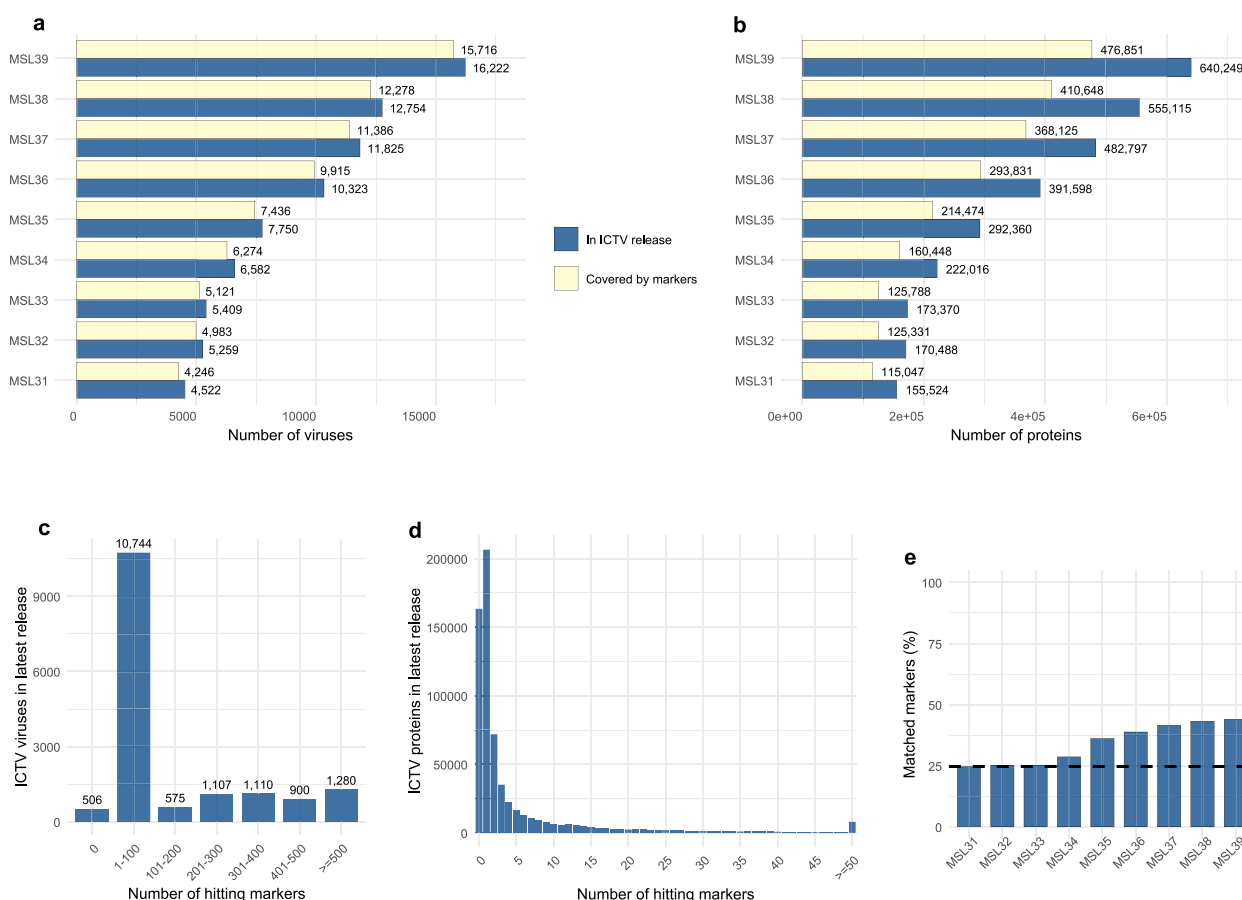 a
MSL39
15,716
16,222
MSL38
12,278
12,754
MSL37
11,386
11,825
MSL36
9,915
10,323
MSL35
7,436
7,750
MSL34
6,274
6,582
MSL33
5,121
5,409
MSL32
4,983
5,259
MSL31
4,246
4,522
0
5000
10000
15000
Number of viruses
In ICTV release
Covered by markers
b
MSL39
476,851
640,249
MSL38
410,648
555,115
MSL37
368,125
482,797
MSL36
293,831
391,598
MSL35
214,474
292,360
MSL34
160,448
222,016
MSL33
125,788
173,370
MSL32
125,331
170,488
MSL31
115,047
155,524
0e+00
2e+05
4e+05
6e+05
Number of proteins
c
ICTV viruses in latest release
9000
6000
3000
0
506
10,744
575
1,107
1,110
900
1,280
0
1-100
101-200
201-300
301-400
401-500
>=500
Number of hitting markers
d
ICTV proteins in latest release
200000
150000
100000
50000
0
0
5
10
15
20
25
30
35
40
45
>=50
Number of hitting markers
e
Matched markers (%)
100
75
50
25
0
MSL31
MSL32
MSL33
MSL34
MSL35
MSL36
MSL37
MSL38
MSL39